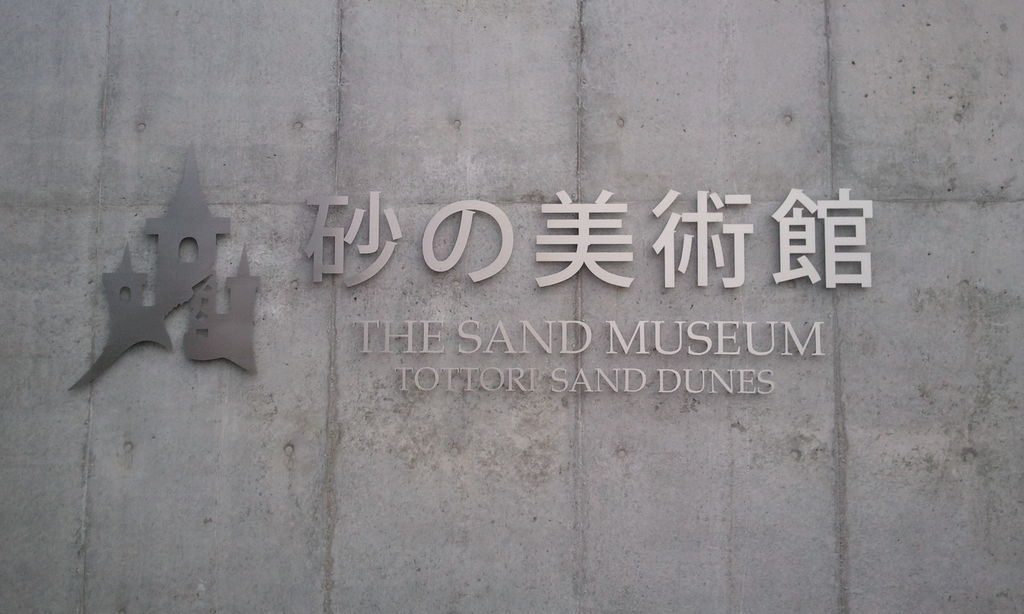 砂の美術館
THE SAND MUSEUM
TOTTORI SAND DUNES